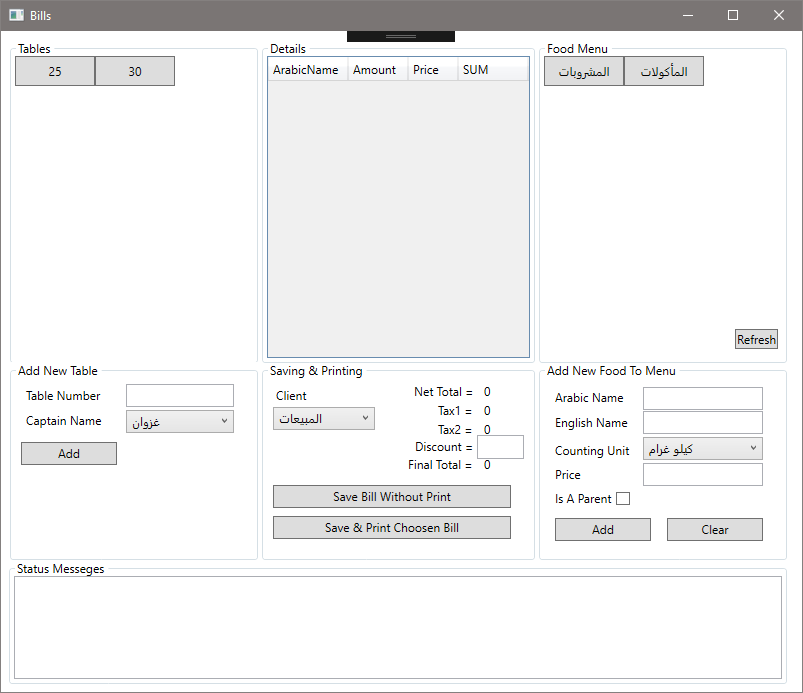 Bills
Tables
25 30
Details
ArabicName Amount Price SUM
Food Menu
المشروبات المأكولات
Refresh
Add New Table
Table Number
Captain Name غزوان
Add
Saving & Printing
Client
المبيعات
Net Total = 0
Tax1 = 0
Tax2 = 0
Discount =
Final Total = 0
Save Bill Without Print
Save & Print Choosen Bill
Add New Food To Menu
Arabic Name
English Name
Counting Unit كيلو غرام
Price
Is A Parent
Add Clear
Status Messeges